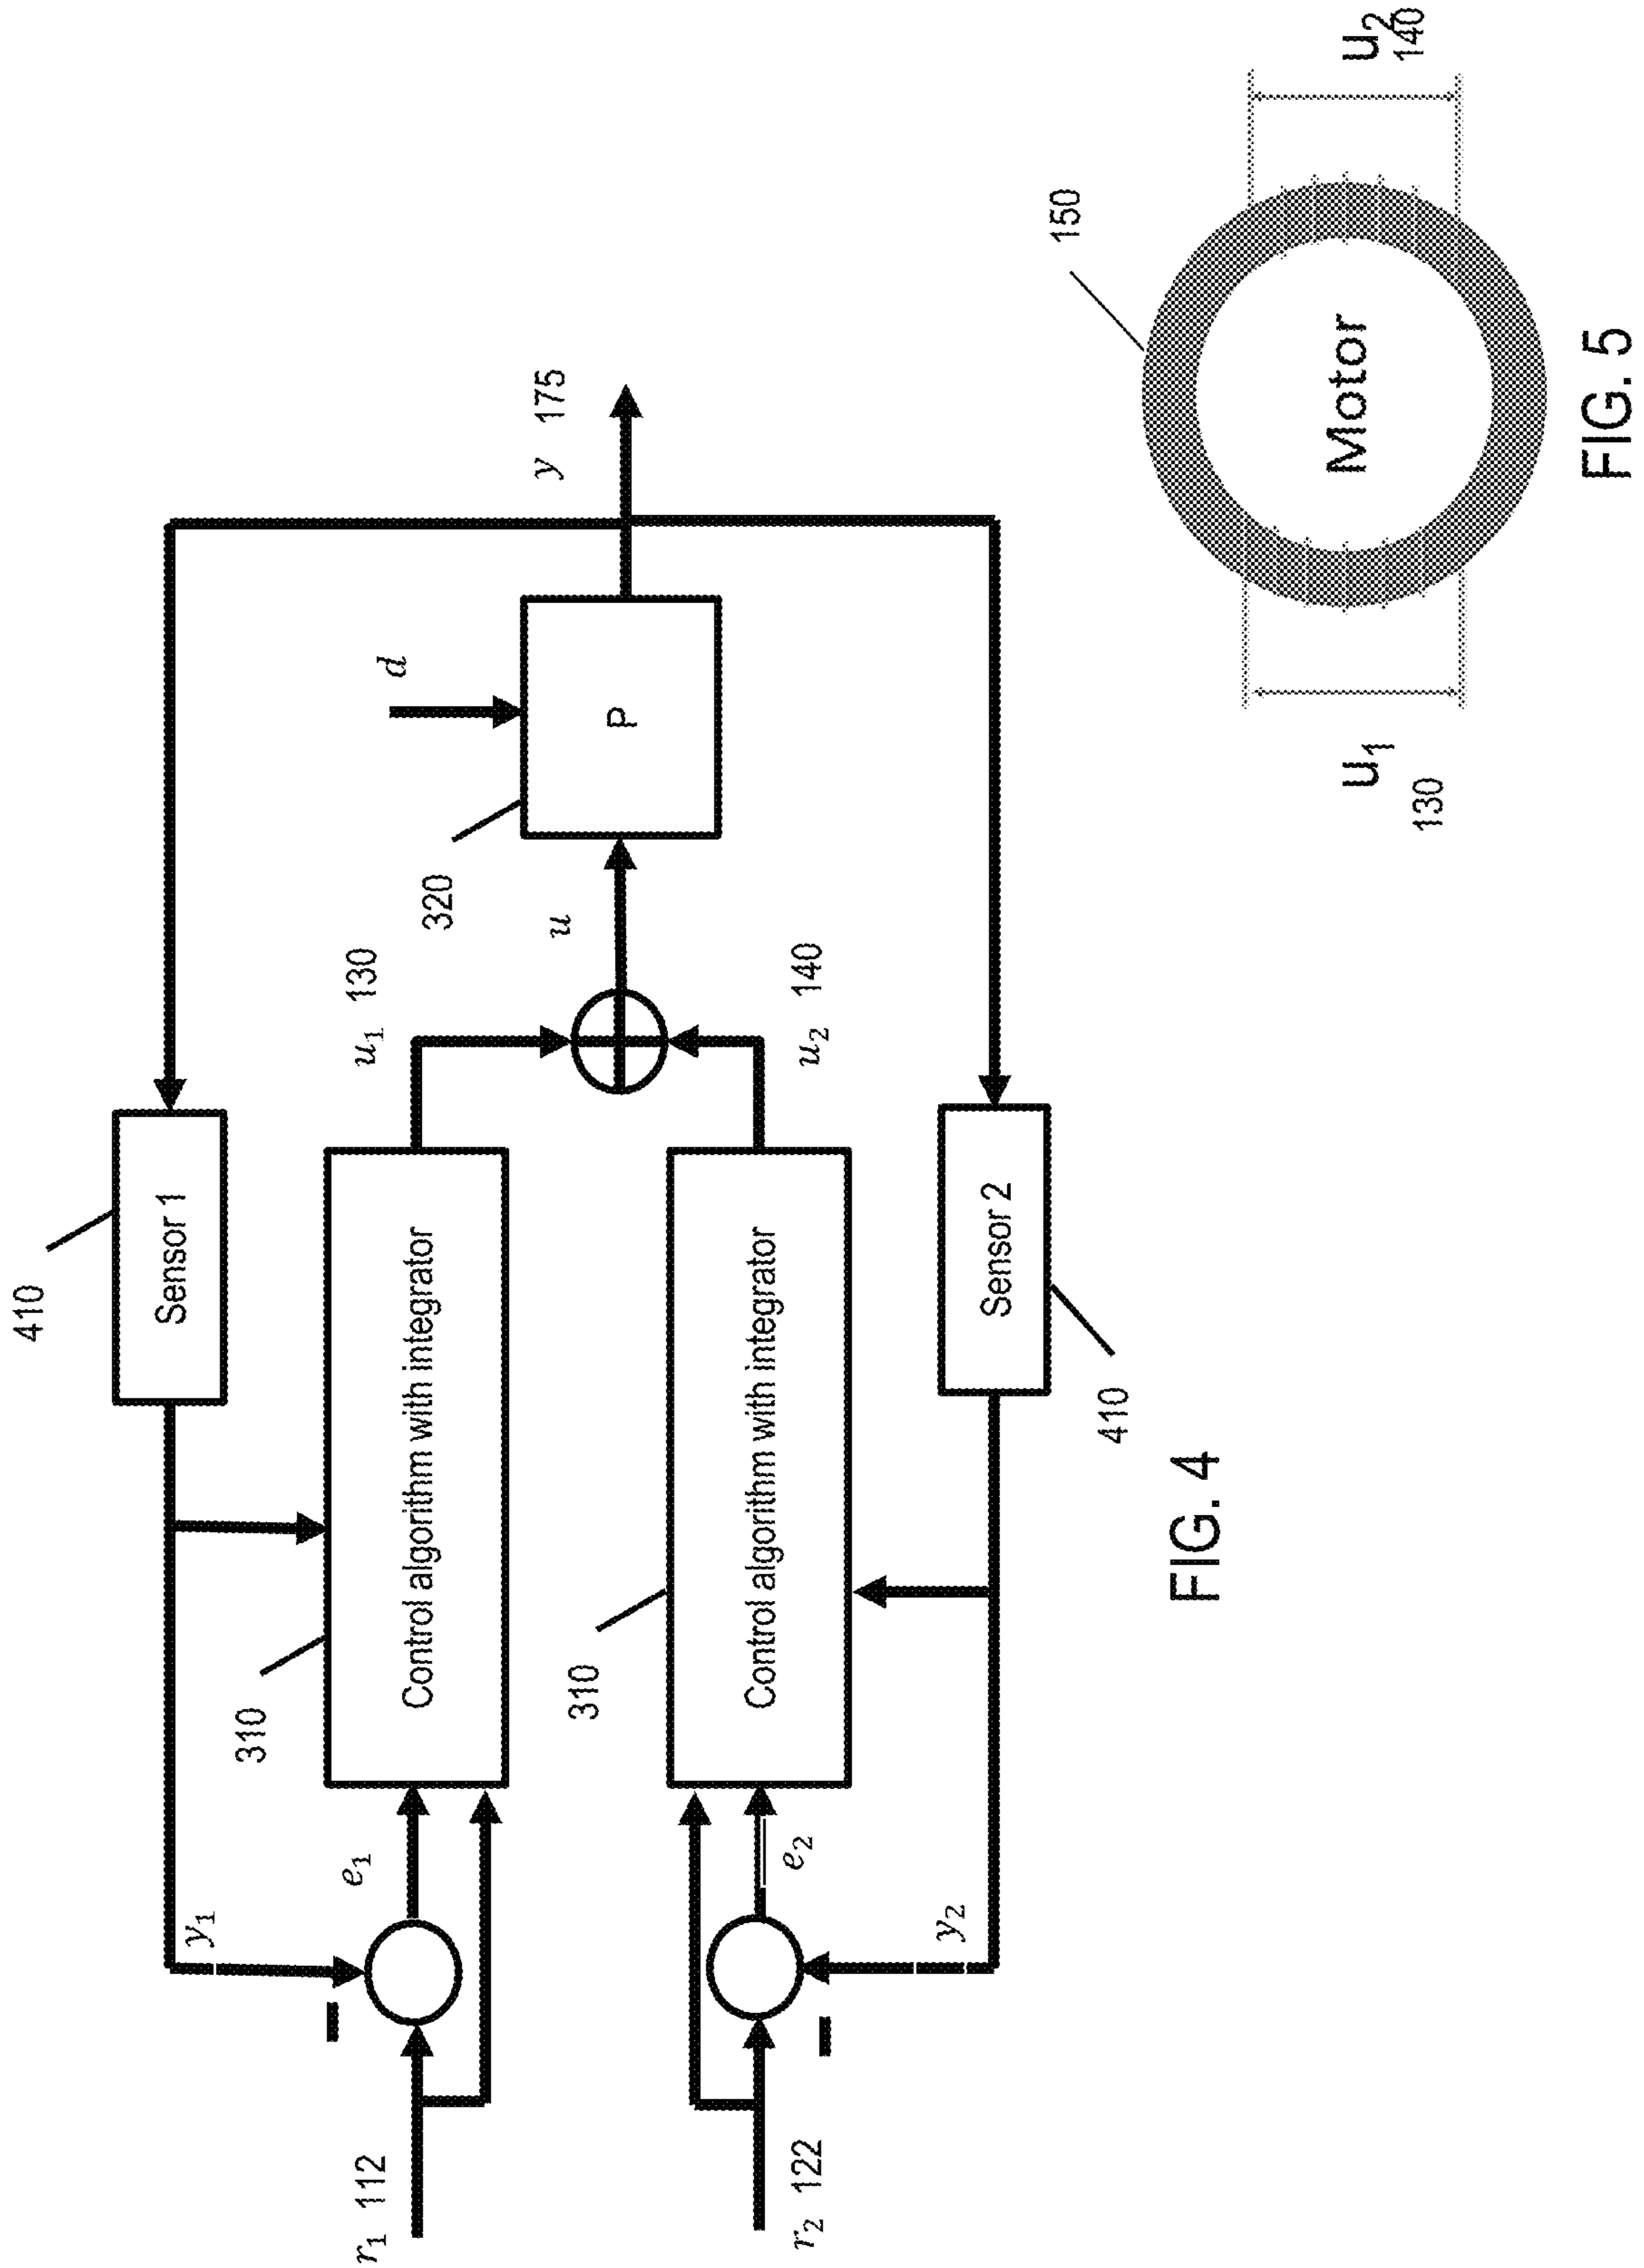 410
Sensor 1
y₁
310
e₁
r₁ 112
Control algorithm with integrator
u₁ 130
d
320
u
P
y 175
310
Control algorithm with integrator
u₂ 140
e₂
r₂ 122
y₂
Sensor 2
410
FIG. 4
150
Motor
u₁
130
u₂
140
FIG. 5